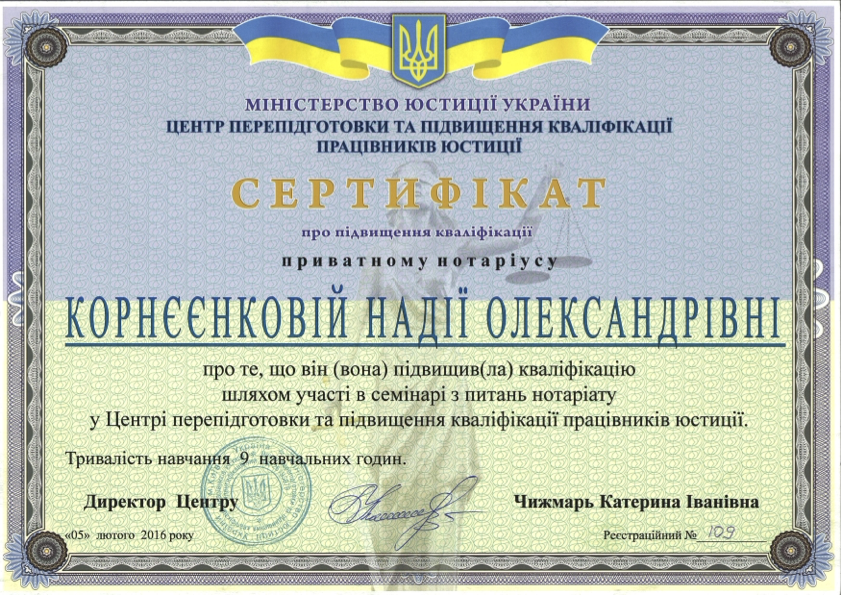 МІНІСТЕРСТВО ЮСТИЦІЇ УКРАЇНИ
ЦЕНТР ПЕРЕПІДГОТОВКИ ТА ПІДВИЩЕННЯ КВАЛІФІКАЦІЇ
ПРАЦІВНИКІВ ЮСТИЦІЇ
СЕРТИФІКАТ
про підвищення кваліфікації
приватному нотаріусу
КОРНЄЄНКОВІЙ НАДІЇ ОЛЕКСАНДРІВНІ
про те, що він (вона) підвищив(ла) кваліфікацію
шляхом участі в семінарі з питань нотаріату
у Центрі перепідготовки та підвищення кваліфікації працівників юстиції.
Тривалість навчання 9 навчальних годин.
Директор Центру Чижмарь Катерина Іванівна
«05» лютого 2016 року Реєстраційний № 109